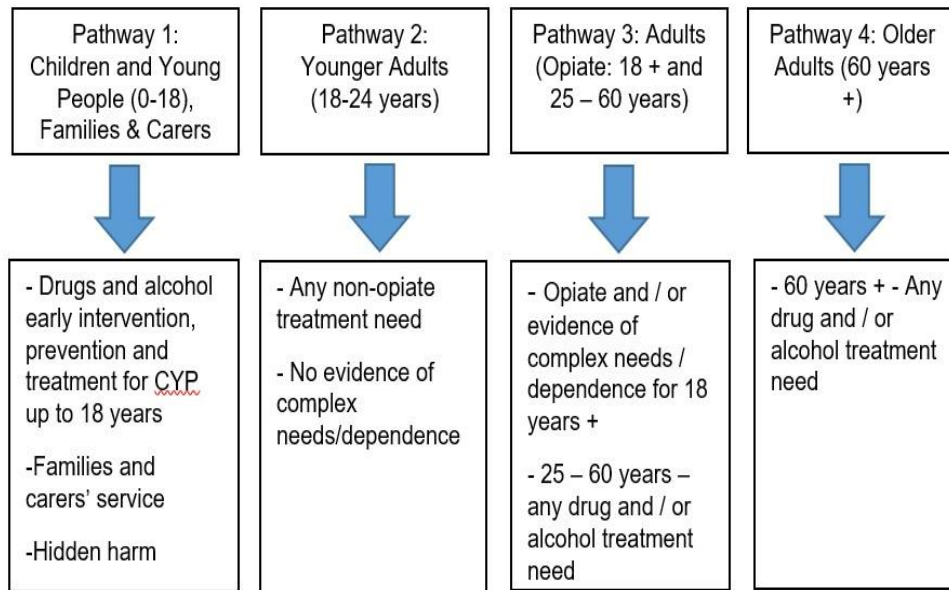 Pathway 1:
Children and Young
People (0-18),
Families & Carers
Pathway 2:
Younger Adults
(18-24 years)
Pathway 3: Adults
(Opiate: 18 + and
25 – 60 years)
Pathway 4: Older
Adults (60 years
+)
- Drugs and alcohol
early intervention,
prevention and
treatment for CYP
up to 18 years
-Families and
carers’ service
-Hidden harm
- Any non-opiate
treatment need
- No evidence of
complex
needs/dependence
- Opiate and / or
evidence of
complex needs /
dependence for 18
years +
- 25 – 60 years –
any drug and / or
alcohol treatment
need
- 60 years + - Any
drug and / or
alcohol treatment
need